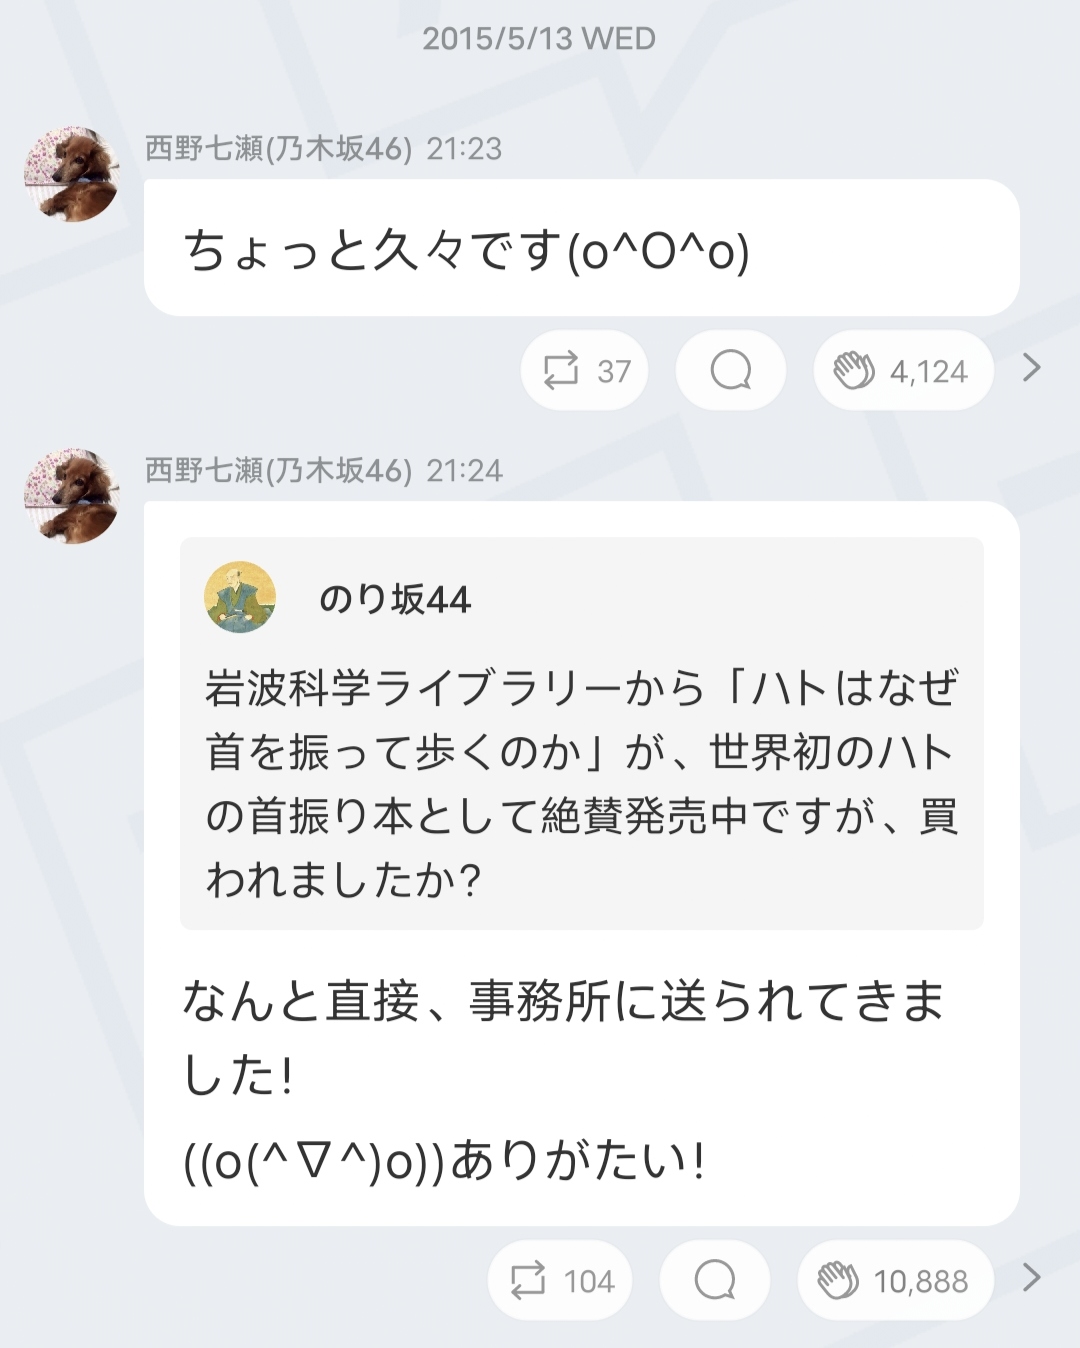 2015/5/13 WED
西野七瀬(乃木坂46) 21:23
ちょっと久々です(o^O^o)
37
4,124
西野七瀬(乃木坂46) 21:24
のり坂44
岩波科学ライブラリーから「ハトはなぜ
首を振って歩くのか」が、世界初のハト
の首振り本として絶賛発売中ですが、買
われましたか?
なんと直接、事務所に送られてきま
した!
((o(^∇^)o))ありがたい!
104
10,888